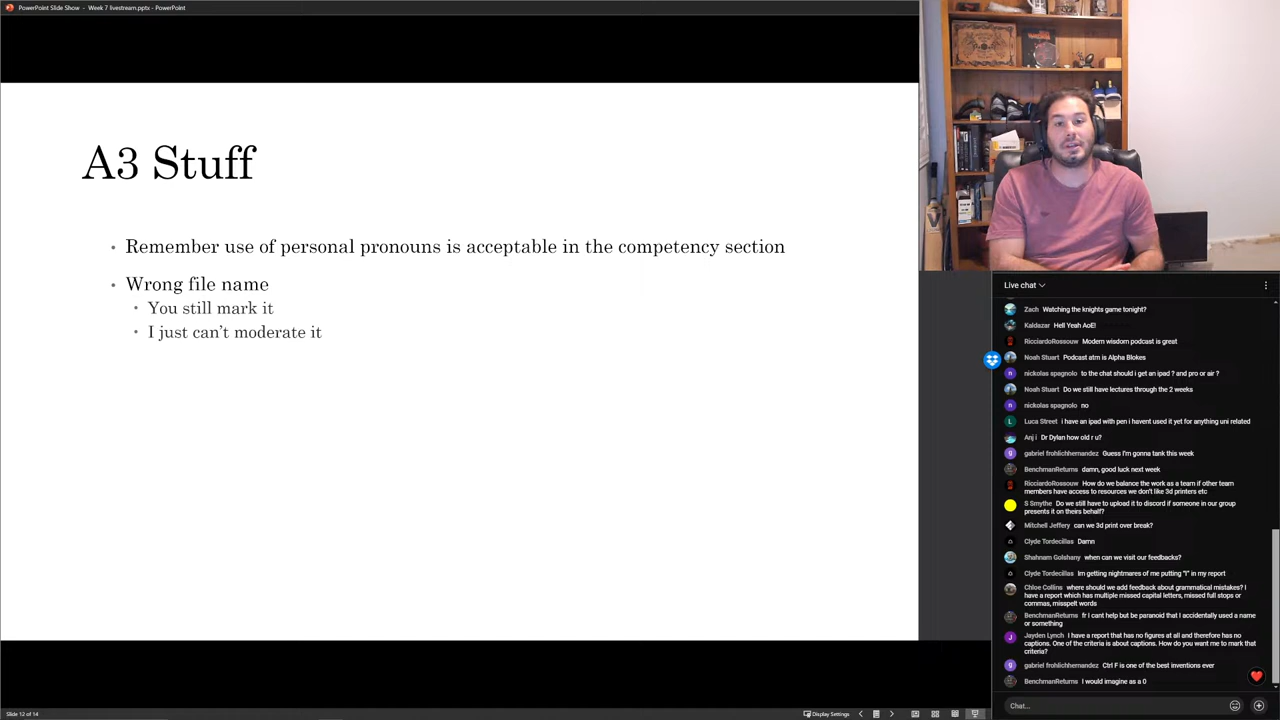 PowerPoint Slide Show - Week 7 livestream.pptx - PowerPoint
A3 Stuff
• Remember use of personal pronouns is acceptable in the competency section
• Wrong file name
• You still mark it
• I just can't moderate it
Slide 12 of 14
Display Settings
Live chat
Zach Watching the knights game tonight?
Kaldazar Hell Yeah AoE!
RicciardoRossouw Modern wisdom podcast is great
Noah Stuart Podcast atm is Alpha Blokes
nickolas spagnolo to the chat should i get an ipad ? and pro or air ?
Noah Stuart Do we still have lectures through the 2 weeks
nickolas spagnolo no
Luca Street i have an ipad with pen i havent used it yet for anything uni related
Anj i Dr Dylan how old r u?
gabriel frohlichhernandez Guess I'm gonna tank this week
BenchmanReturns damn, good luck next week
RicciardoRossouw How do we balance the work as a team if other team
members have access to resources we don't like 3d printers etc
S Smythe Do we still have to upload it to discord if someone in our group
presents it on theirs behalf?
Mitchell Jeffery can we 3d print over break?
Clyde Tordecillas Damn
Shahnam Golshany when can we visit our feedbacks?
Clyde Tordecillas Im getting nightmares of me putting "I" in my report
Chloe Collins where should we add feedback about grammatical mistakes? I
have a report which has multiple missed capital letters, missed full stops or
commas, misspelt words
BenchmanReturns fr I cant help but be paranoid that I accidentally used a name
or something
Jayden Lynch I have a report that has no figures at all and therefore has no
captions. One of the criteria is about captions. How do you want me to mark that
criteria?
gabriel frohlichhernandez Ctrl F is one of the best inventions ever
BenchmanReturns I would imagine as a 0
Chat...